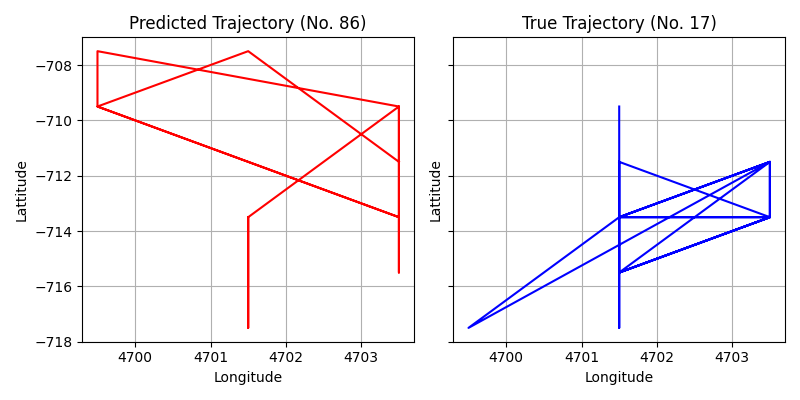 Predicted Trajectory (No. 86)
True Trajectory (No. 17)
Lattitude
−708
−710
−712
−714
−716
−718
4700
4701
4702
4703
Longitude
Lattitude
4700
4701
4702
4703
Longitude